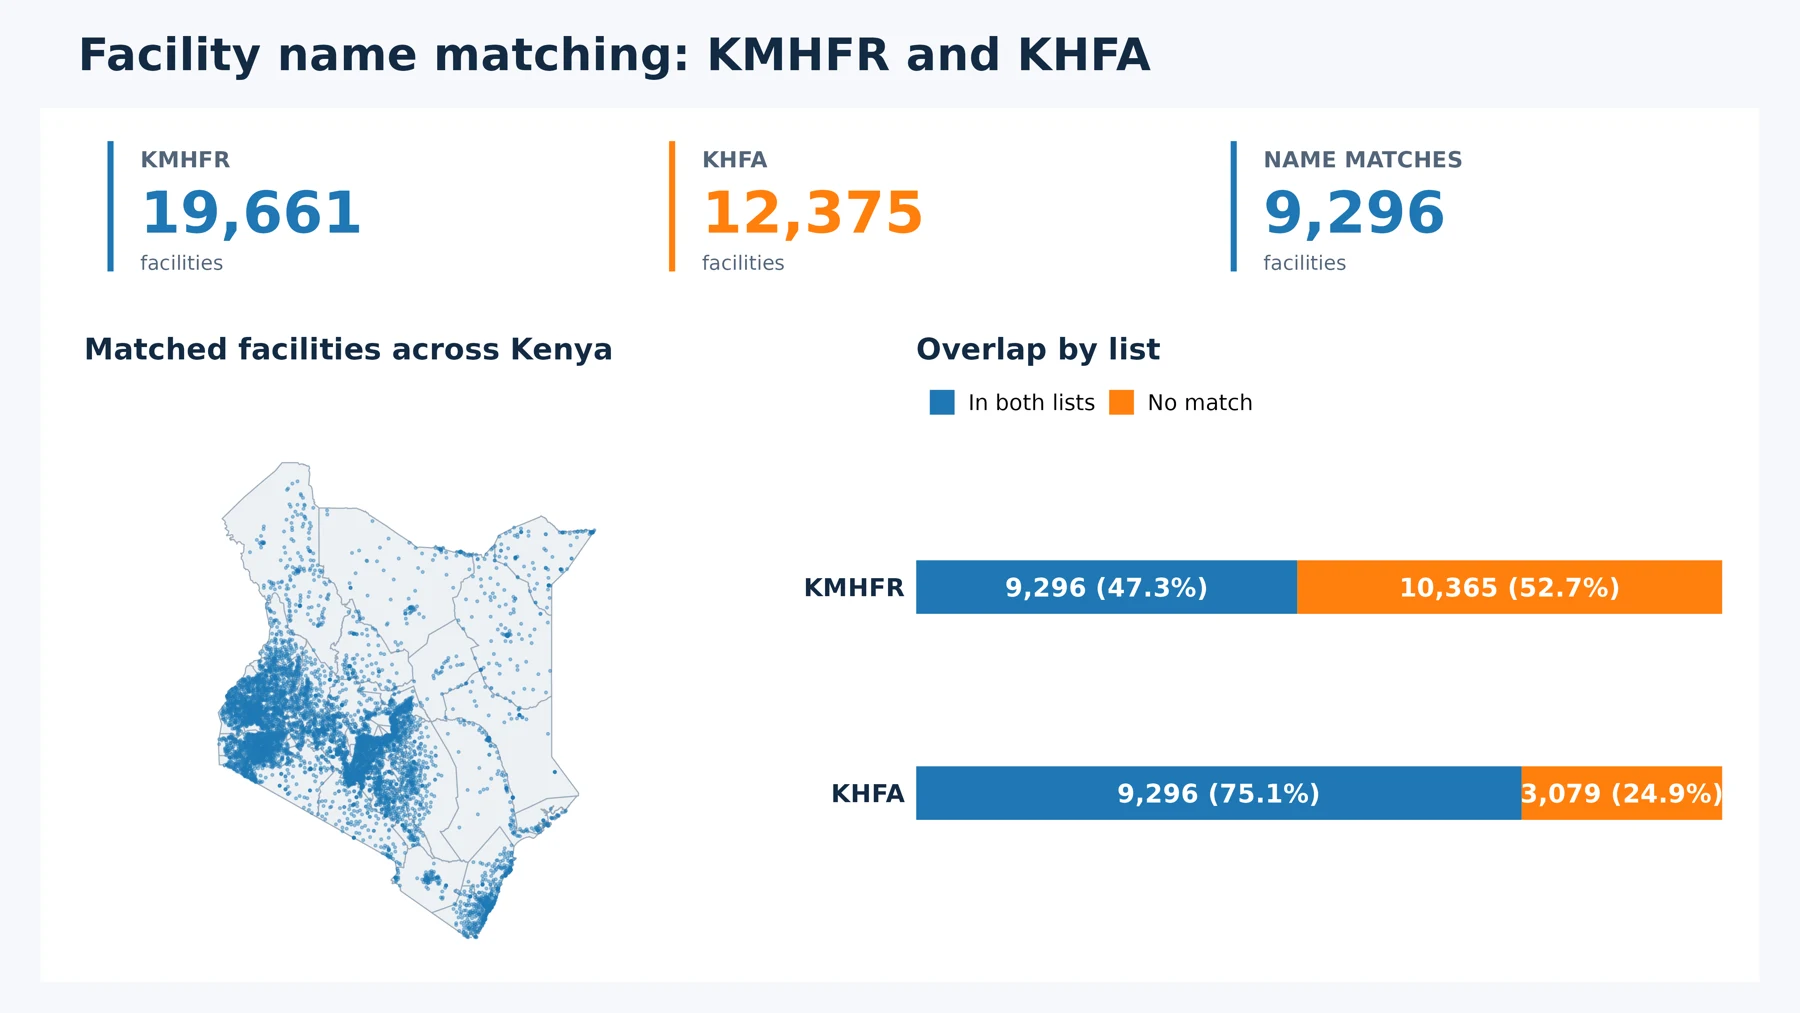 Facility name matching: KMHFR and KHFA
KMHFR
19,661
facilities
KHFA
12,375
facilities
NAME MATCHES
9,296
facilities
Matched facilities across Kenya
Overlap by list
In both lists
No match
KMHFR
9,296 (47.3%)
10,365 (52.7%)
KHFA
9,296 (75.1%)
3,079 (24.9%)